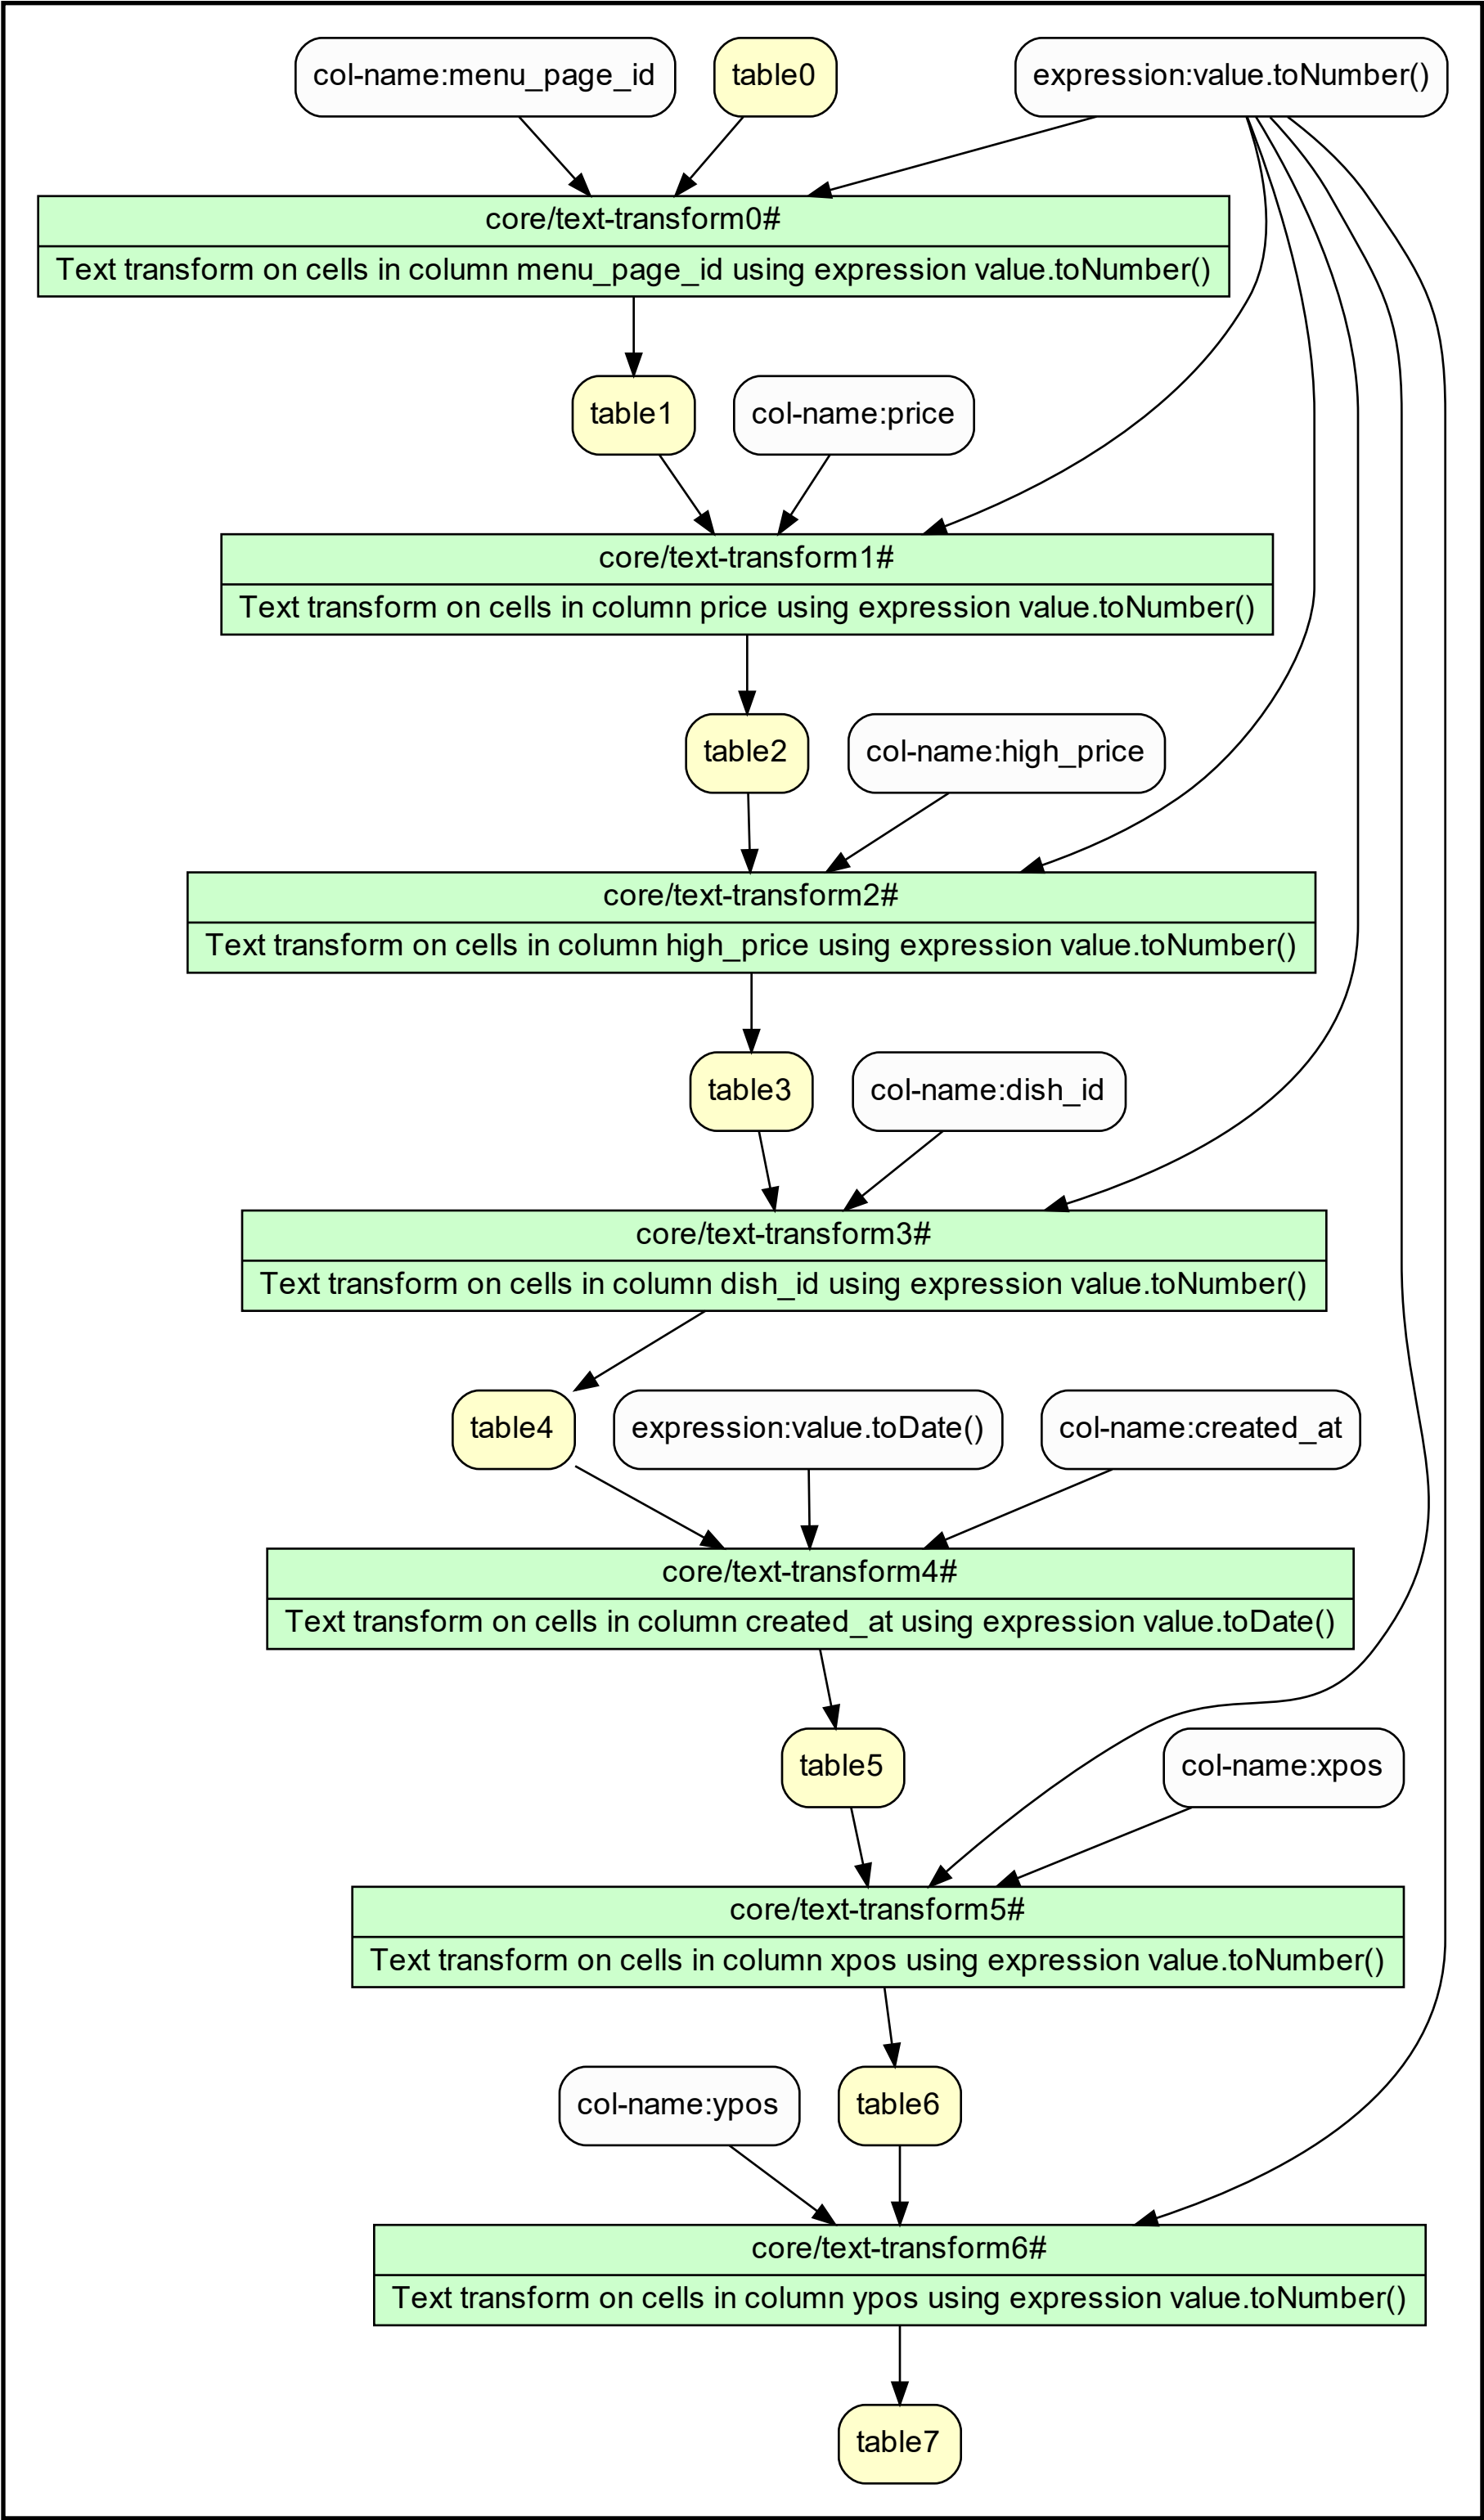 col-name:menu_page_id
table0
expression:value.toNumber()
core/text-transform0#
Text transform on cells in column menu_page_id using expression value.toNumber()
table1
col-name:price
core/text-transform1#
Text transform on cells in column price using expression value.toNumber()
table2
col-name:high_price
core/text-transform2#
Text transform on cells in column high_price using expression value.toNumber()
table3
col-name:dish_id
core/text-transform3#
Text transform on cells in column dish_id using expression value.toNumber()
table4
expression:value.toDate()
col-name:created_at
core/text-transform4#
Text transform on cells in column created_at using expression value.toDate()
table5
col-name:xpos
core/text-transform5#
Text transform on cells in column xpos using expression value.toNumber()
col-name:ypos
table6
core/text-transform6#
Text transform on cells in column ypos using expression value.toNumber()
table7